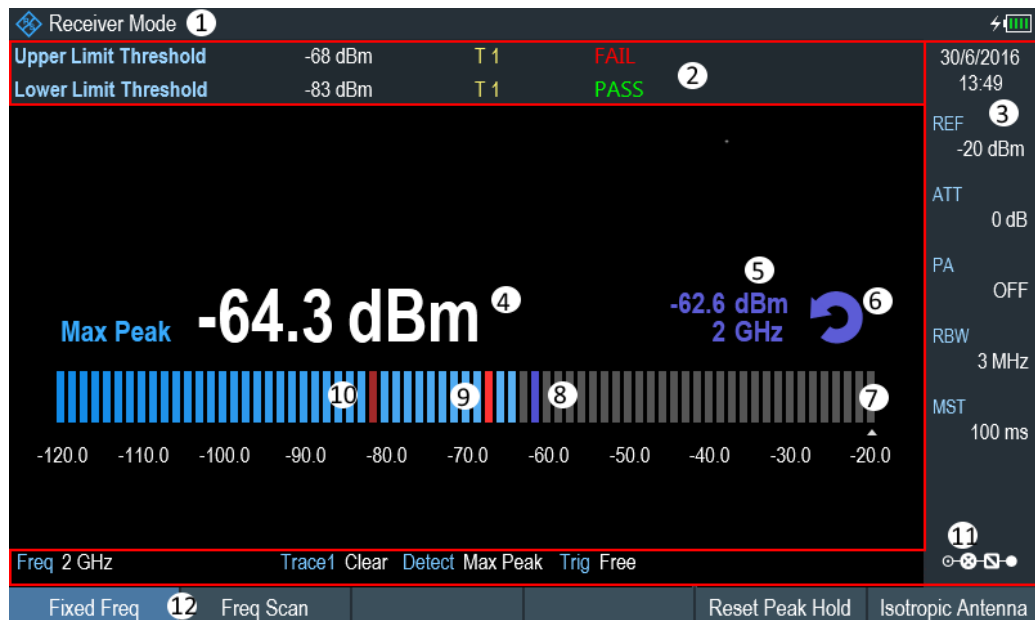 Receiver Mode 1
Upper Limit Threshold -68 dBm T 1 FAIL
Lower Limit Threshold -83 dBm T 1 PASS
2
30/6/2016
13:49
3
REF
-20 dBm
ATT
0 dB
PA
OFF
RBW
3 MHz
MST
100 ms
Max Peak -64.3 dBm 4
5
-62.6 dBm
2 GHz
6
10 9 8 7
-120.0 -110.0 -100.0 -90.0 -80.0 -70.0 -60.0 -50.0 -40.0 -30.0 -20.0
11
Freq 2 GHz Trace1 Clear Detect Max Peak Trig Free
Fixed Freq 12 Freq Scan Reset Peak Hold Isotropic Antenna